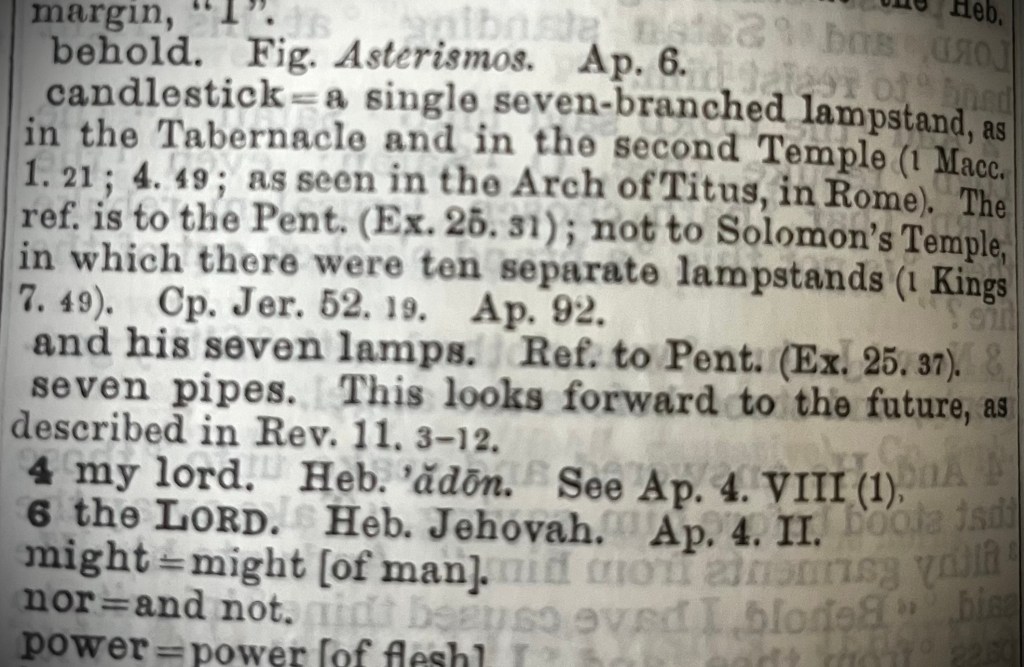 margin, "I". Heb.
behold. Fig. Asterismos. Ap. 6.
candlestick = a single seven-branched lampstand, as
in the Tabernacle and in the second Temple (1 Macc.
1. 21; 4. 49; as seen in the Arch of Titus, in Rome). The
ref. is to the Pent. (Ex. 25. 31); not to Solomon's Temple,
in which there were ten separate lampstands (1 Kings
7. 49). Cp. Jer. 52. 19. Ap. 92.
and his seven lamps. Ref. to Pent. (Ex. 25. 37).
seven pipes. This looks forward to the future, as
described in Rev. 11. 3–12.
4 my lord. Heb. 'ădōn. See Ap. 4. VIII (1).
6 the LORD. Heb. Jehovah. Ap. 4. II.
might = might [of man].
nor = and not.
power = power [of flesh]